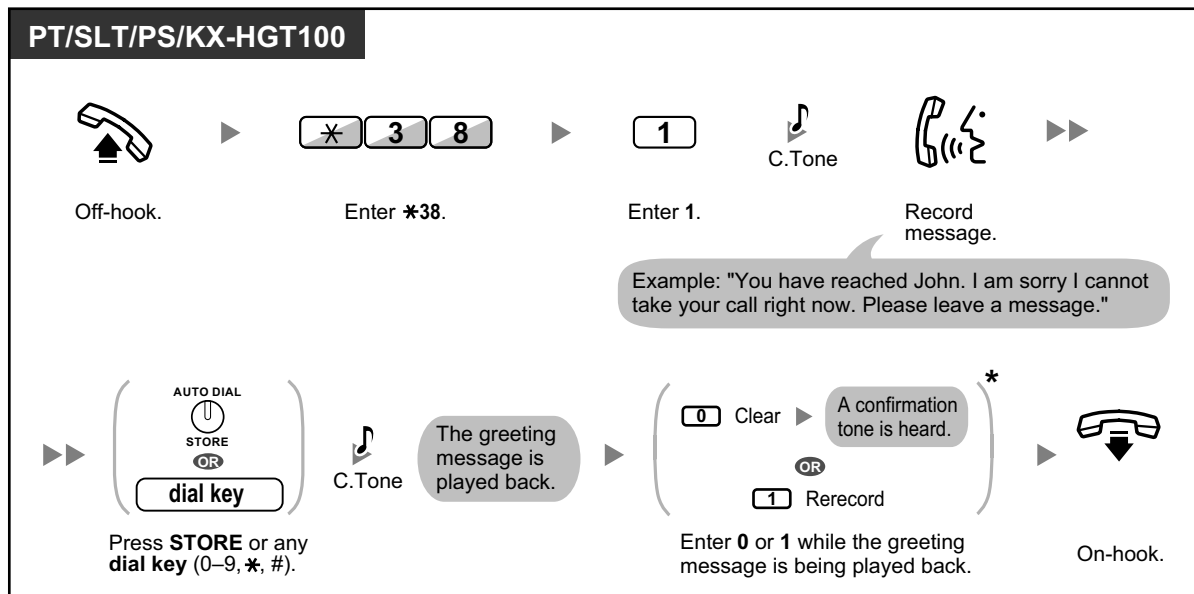 PT/SLT/PS/KX-HGT100
* 3 8
1
C.Tone
Off-hook.
Enter *38.
Enter 1.
Record
message.
Example: "You have reached John. I am sorry I cannot
take your call right now. Please leave a message."
AUTO DIAL
STORE
OR
dial key
Press STORE or any
dial key (0–9, *, #).
C.Tone
The greeting
message is
played back.
*
0 Clear
A confirmation
tone is heard.
OR
1 Rerecord
Enter 0 or 1 while the greeting
message is being played back.
On-hook.